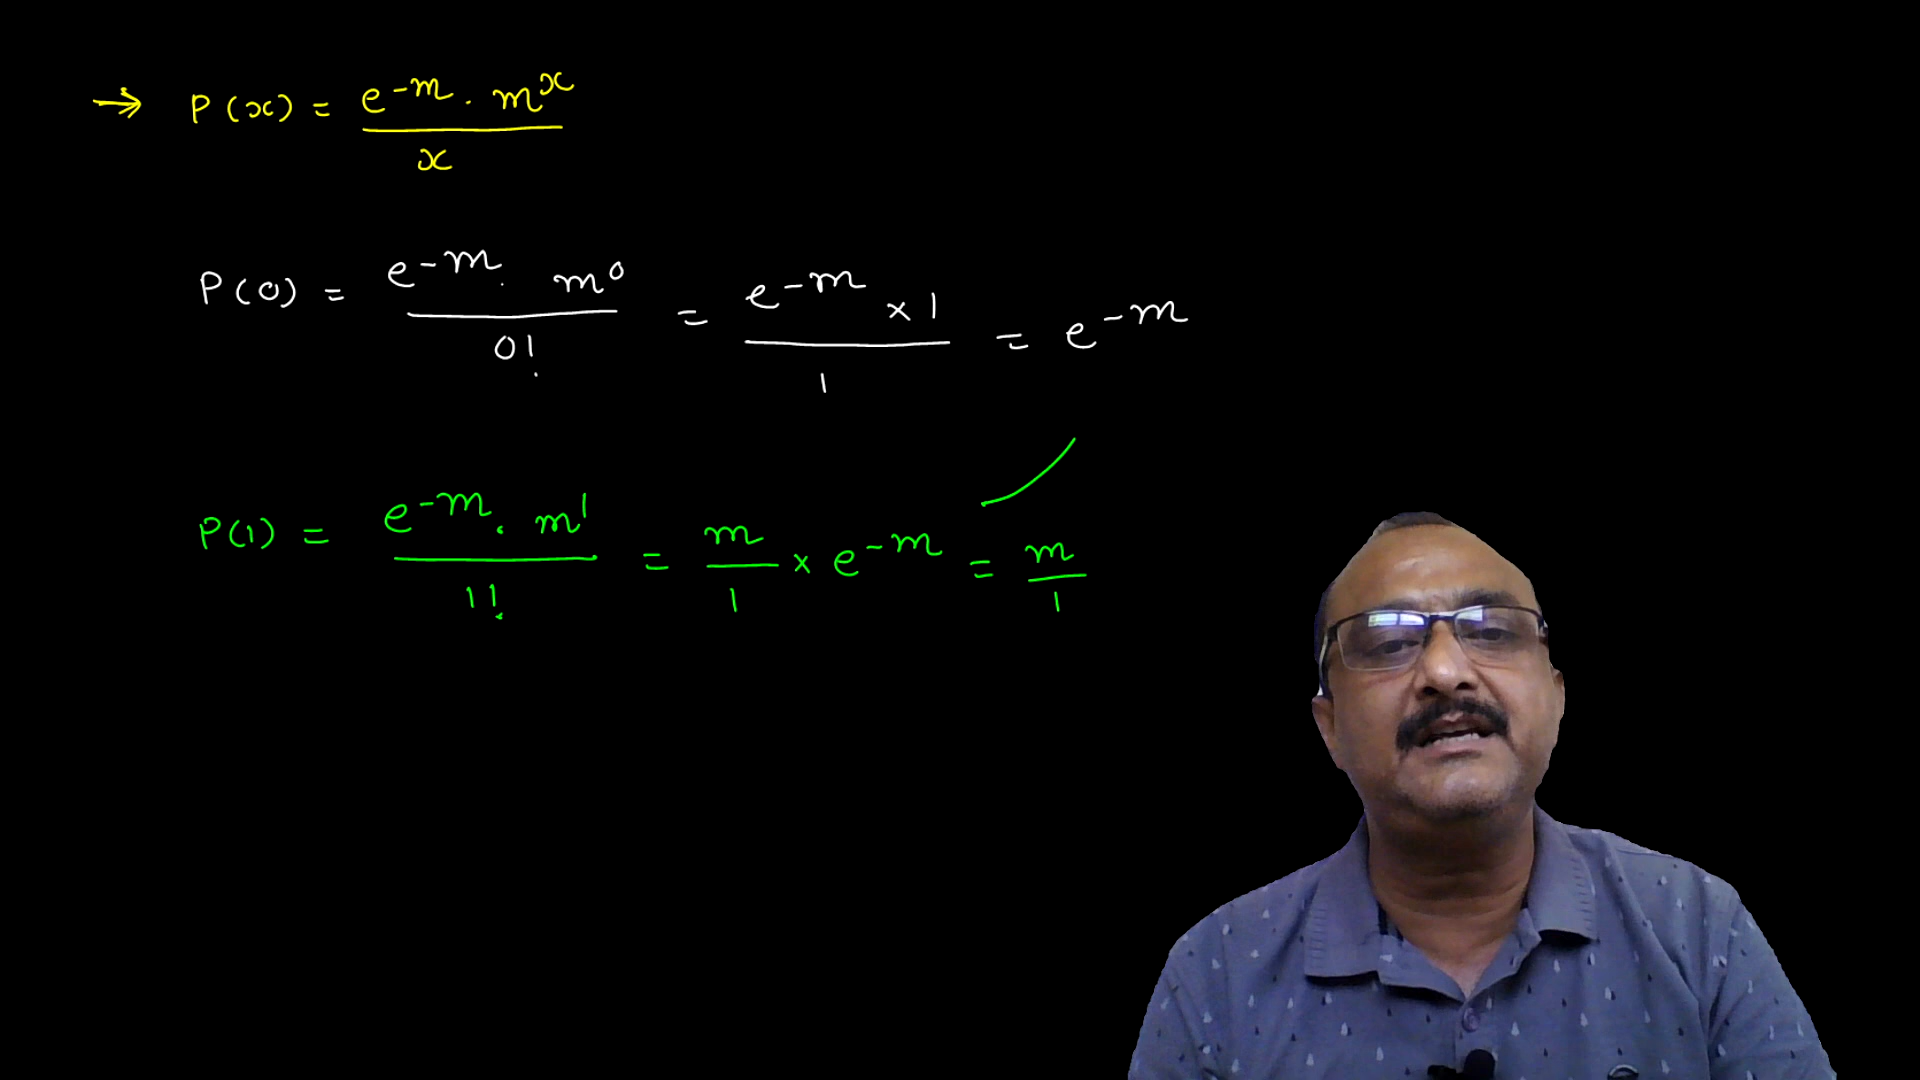 → P(x) = e^-m . m^x / x
P(0) = e^-m . m^0 / 0! = e^-m × 1 / 1 = e^-m
P(1) = e^-m . m^1 / 1! = m/1 × e^-m = m/1